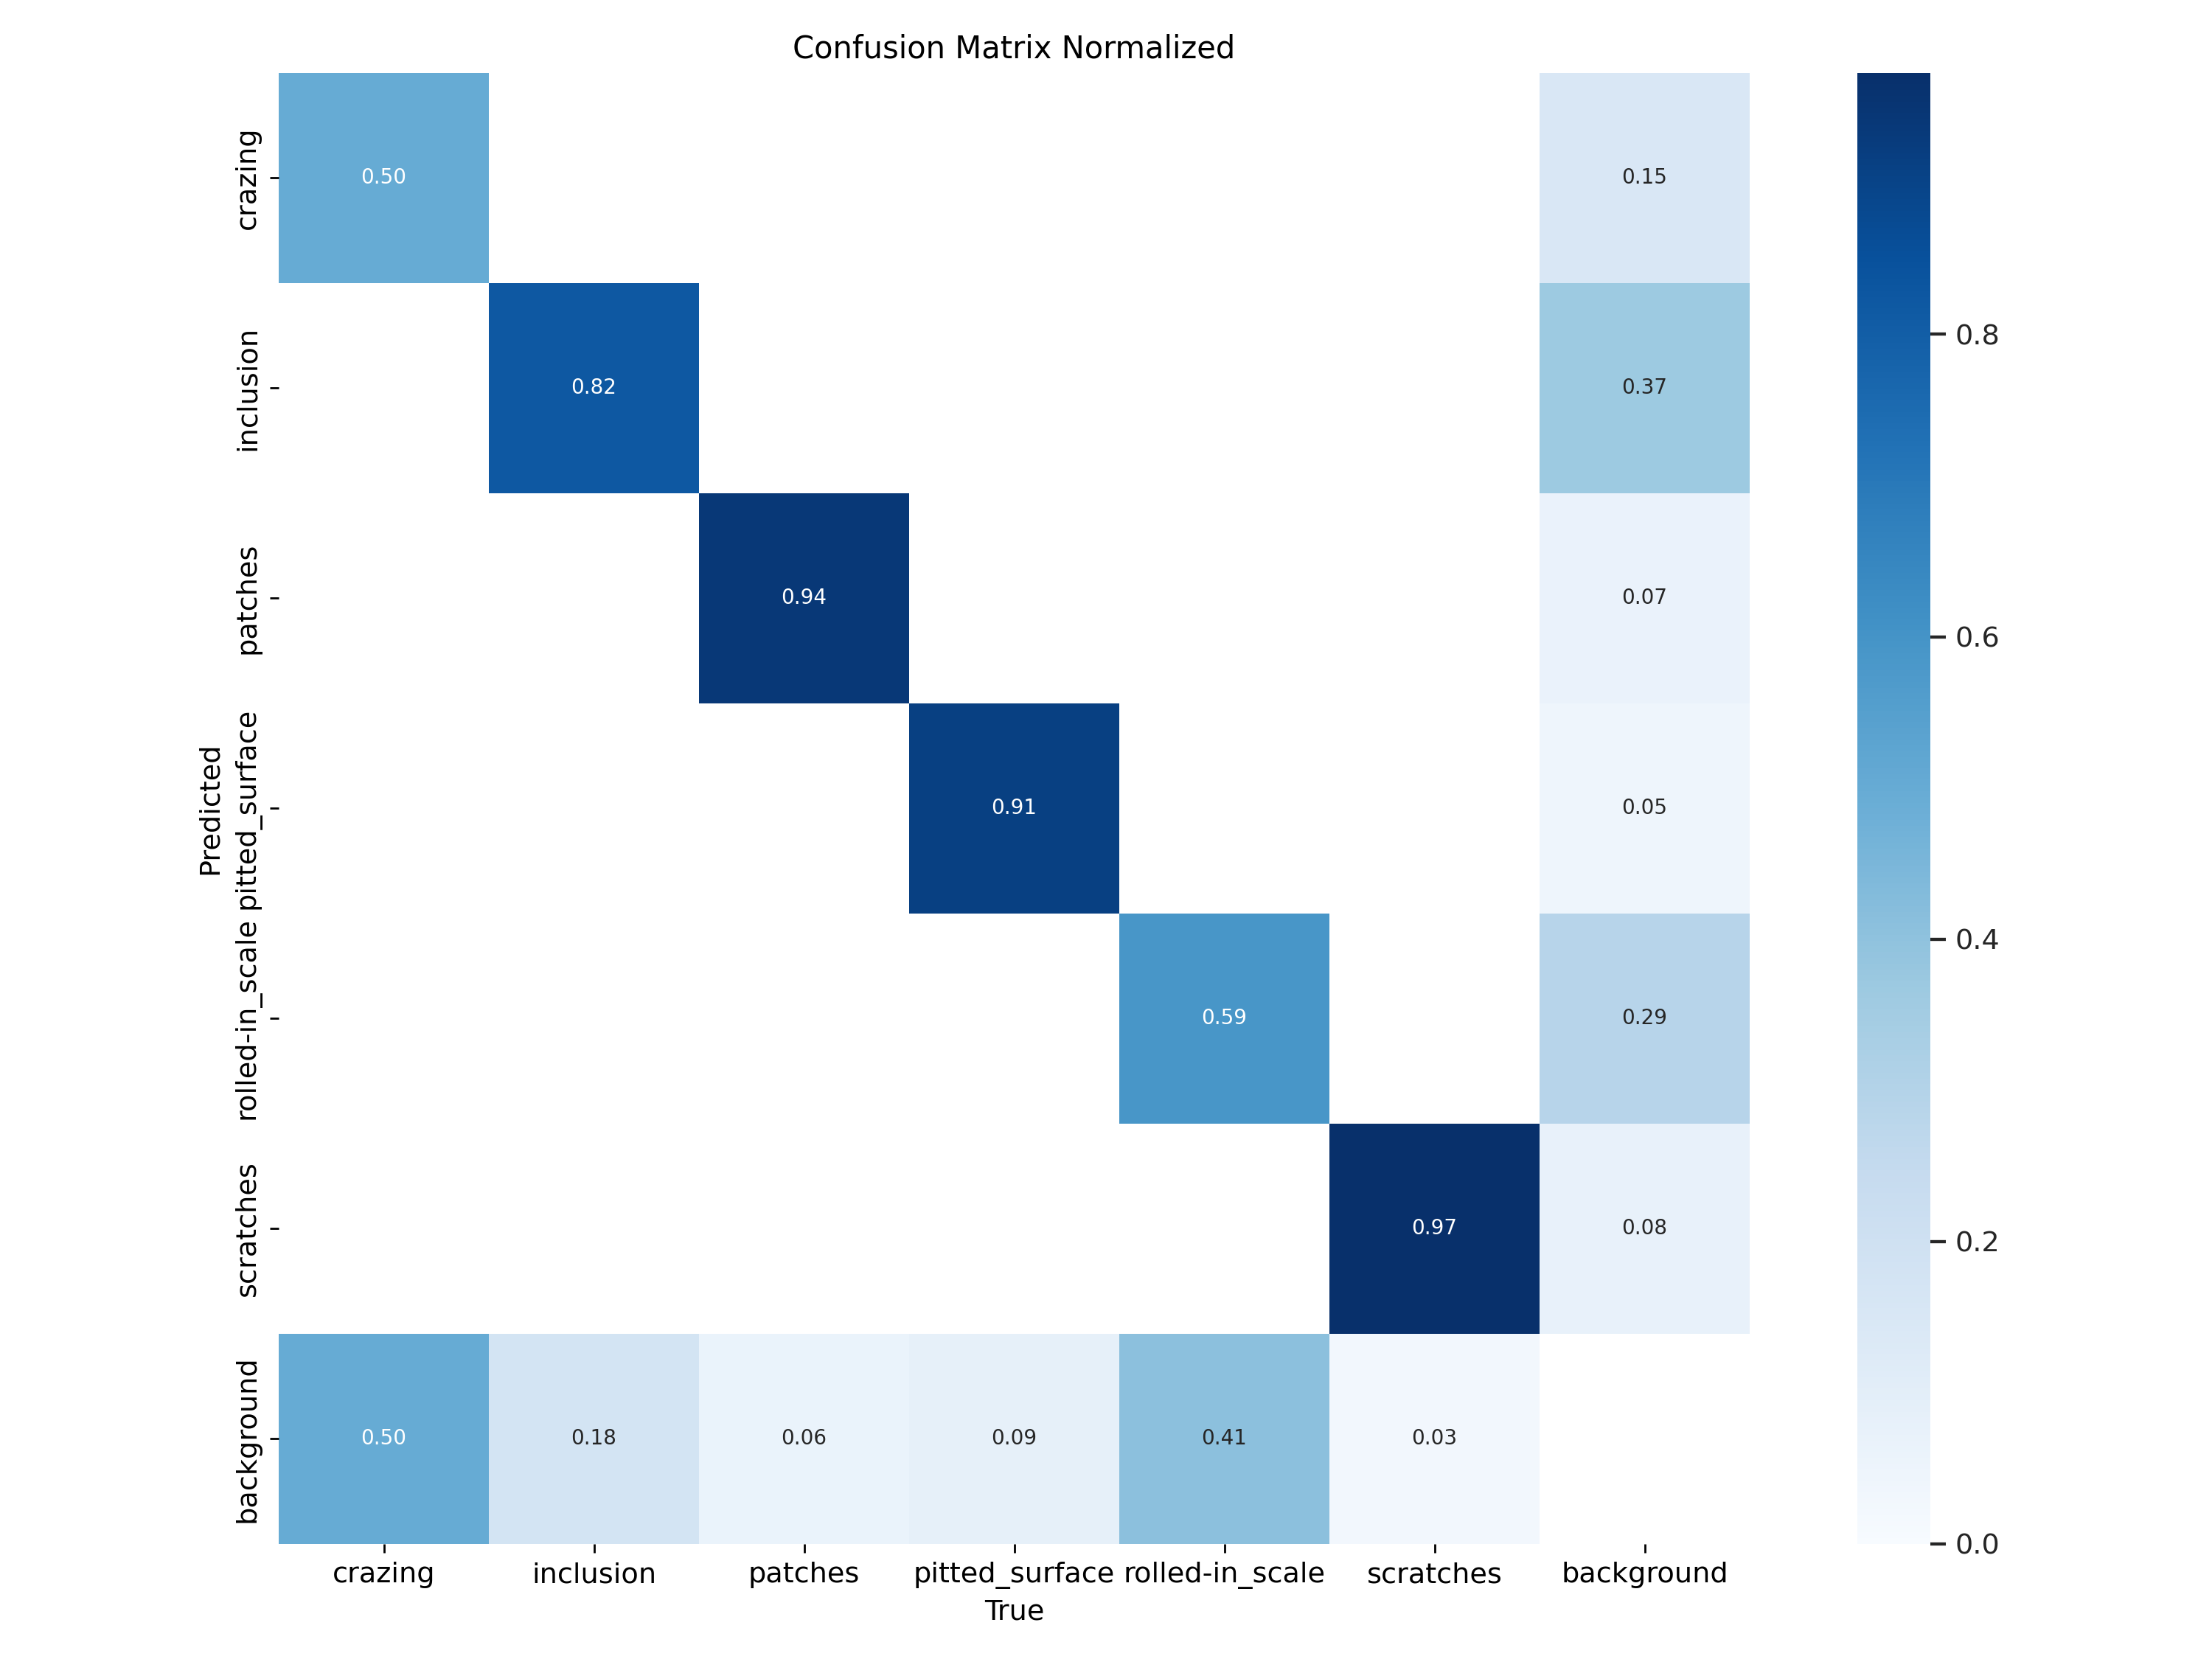 Confusion Matrix Normalized
crazing
0.50
0.15
inclusion
0.82
0.37
0.8
patches
0.94
0.07
0.6
Predicted
pitted_surface
0.91
0.05
0.4
rolled-in_scale
0.59
0.29
scratches
0.97
0.08
0.2
background
0.50
0.18
0.06
0.09
0.41
0.03
0.0
crazing
inclusion
patches
pitted_surface
rolled-in_scale
scratches
background
True